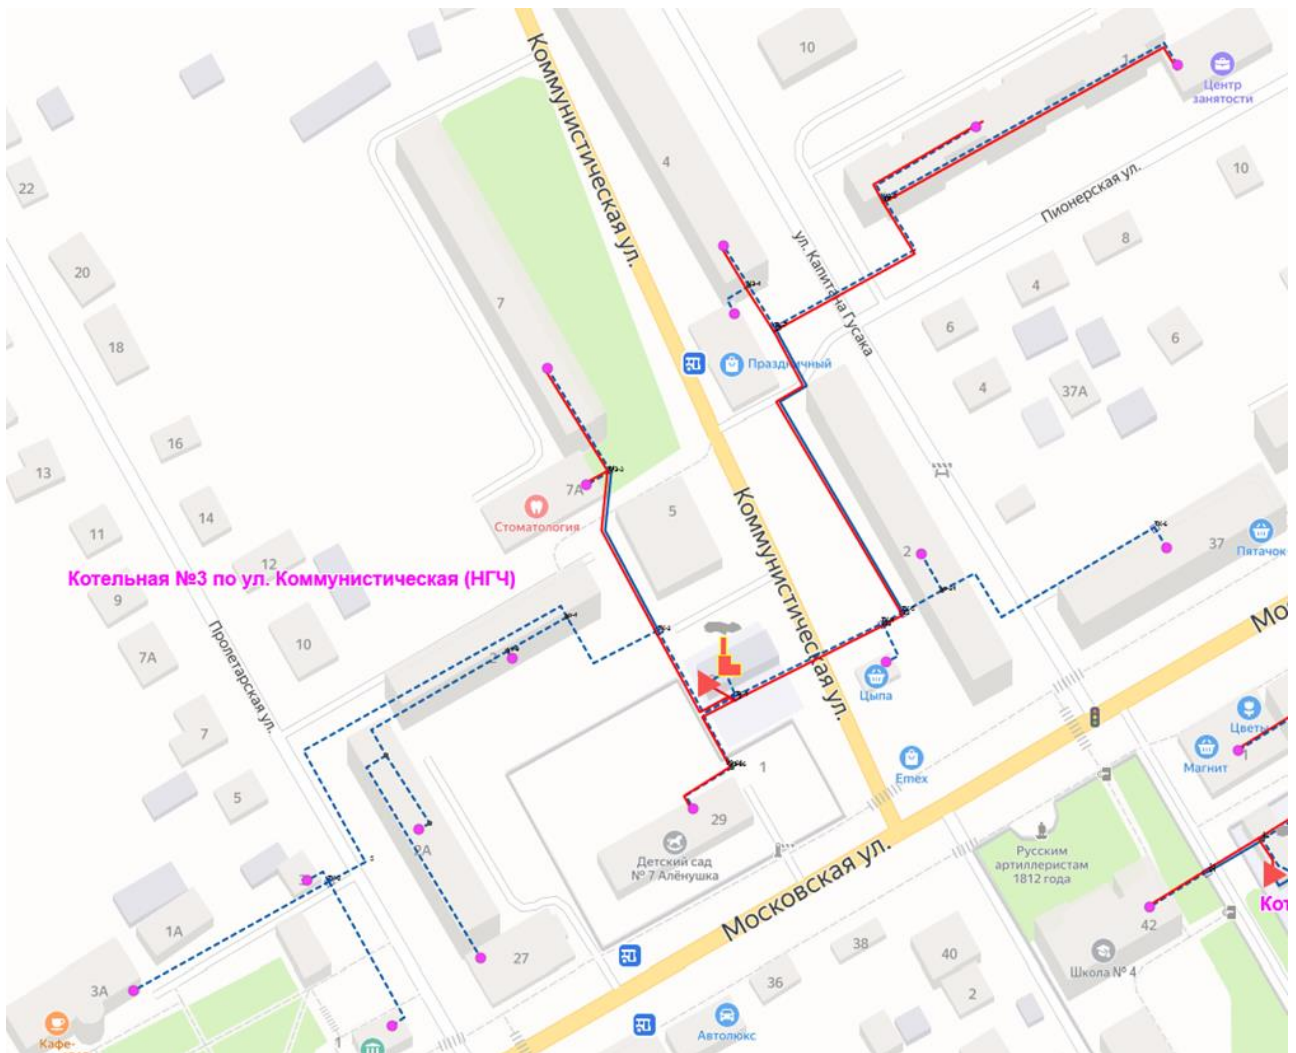 10
1
Центр
занятости
Коммунистическая ул.
4
10
22
Пионерская ул.
8
20
ул. Капитана Гусака
4
7
6
18
6
Праздничный
4
37А
16
13
7А
Стоматология
5
Коммунистическая ул.
14
11
12
2
37
Пятачок
Котельная №3 по ул. Коммунистическая (НГЧ)
9
Мо
10
7А
Пролетарская ул.
2
Цыпа
7
Цветы
Магнит
1
Emex
1
5
29
2А
Детский сад
№ 7 Алёнушка
Русским
артиллеристам
1812 года
Московская ул.
3
Кот
1А
42
38
40
27
Школа № 4
36
2
3А
Автолюкс
1
Кафе-